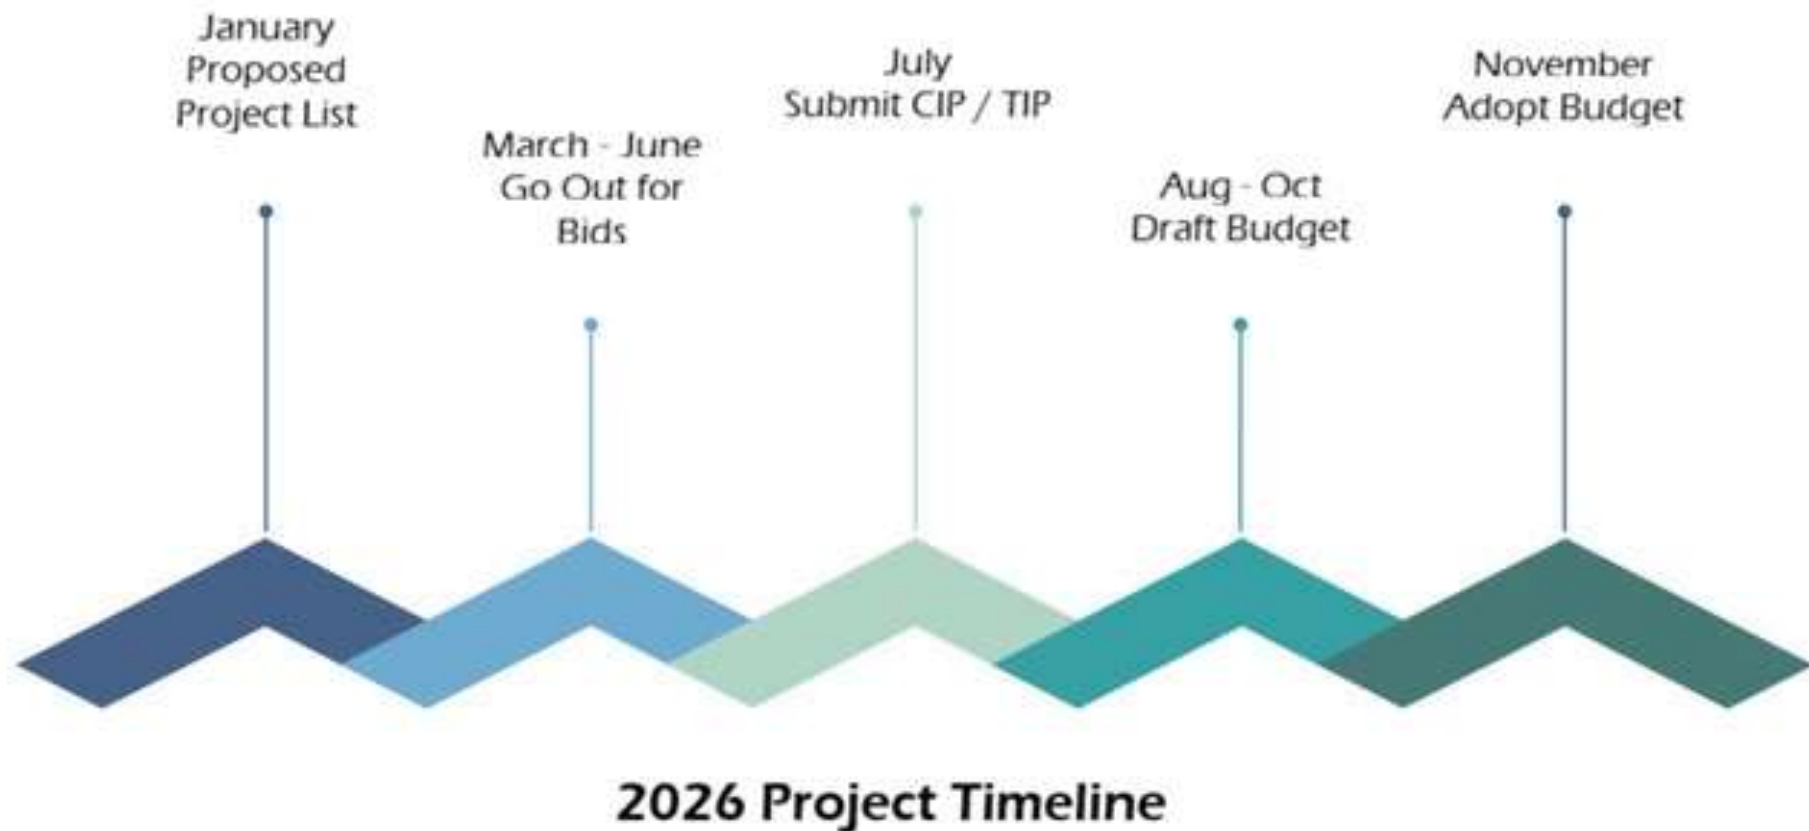 January
Proposed
Project List
March - June
Go Out for
Bids
July
Submit CIP / TIP
Aug - Oct
Draft Budget
November
Adopt Budget
2026 Project Timeline